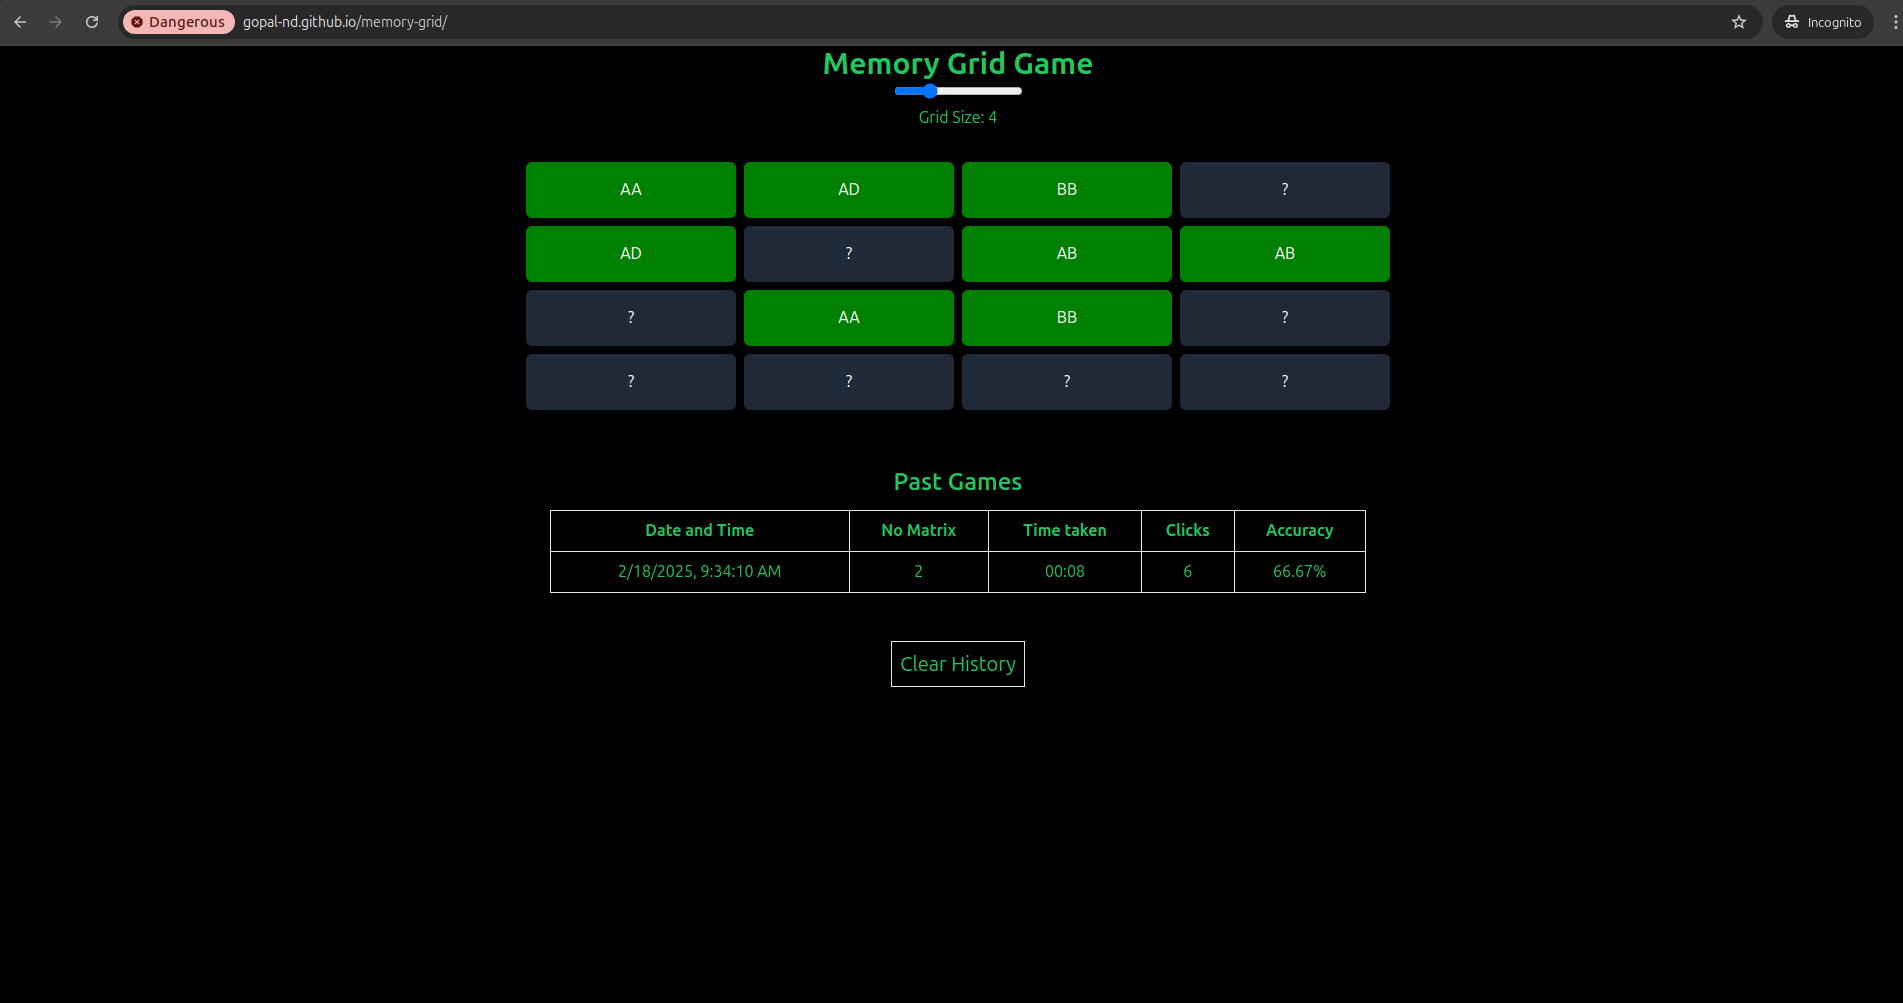 Dangerous gopal-nd.github.io/memory-grid/ Incognito
Memory Grid Game
Grid Size: 4
AA AD BB ?
AD ? AB AB
? AA BB ?
? ? ? ?
Past Games
Date and Time No Matrix Time taken Clicks Accuracy
2/18/2025, 9:34:10 AM 2 00:08 6 66.67%
Clear History